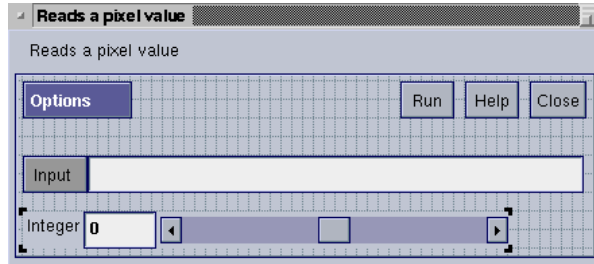 Reads a pixel value
Reads a pixel value
Options Run Help Close
Input
Integer 0